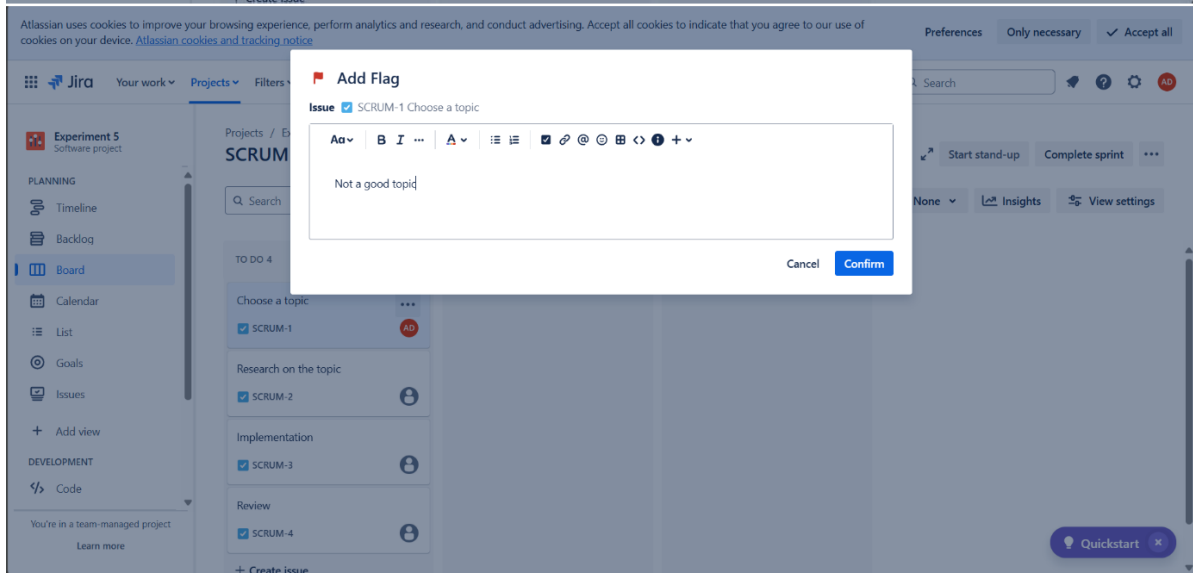 Atlassian uses cookies to improve your browsing experience, perform analytics and research, and conduct advertising. Accept all cookies to indicate that you agree to our use of
cookies on your device. Atlassian cookies and tracking notice
Preferences
Only necessary
Accept all
Jira
Your work
Projects
Filters
Search
AD
Add Flag
Issue SCRUM-1 Choose a topic
Aa
B I ... A
<>
Not a good topic
Cancel
Confirm
Experiment 5
Software project
PLANNING
Timeline
Backlog
Board
Calendar
List
Goals
Issues
+ Add view
DEVELOPMENT
</> Code
You're in a team-managed project
Learn more
Projects /
SCRUM
Start stand-up
Complete sprint
Search
None
Insights
View settings
TO DO 4
Choose a topic
SCRUM-1
AD
Research on the topic
SCRUM-2
Implementation
SCRUM-3
Review
SCRUM-4
+ Create issue
Quickstart